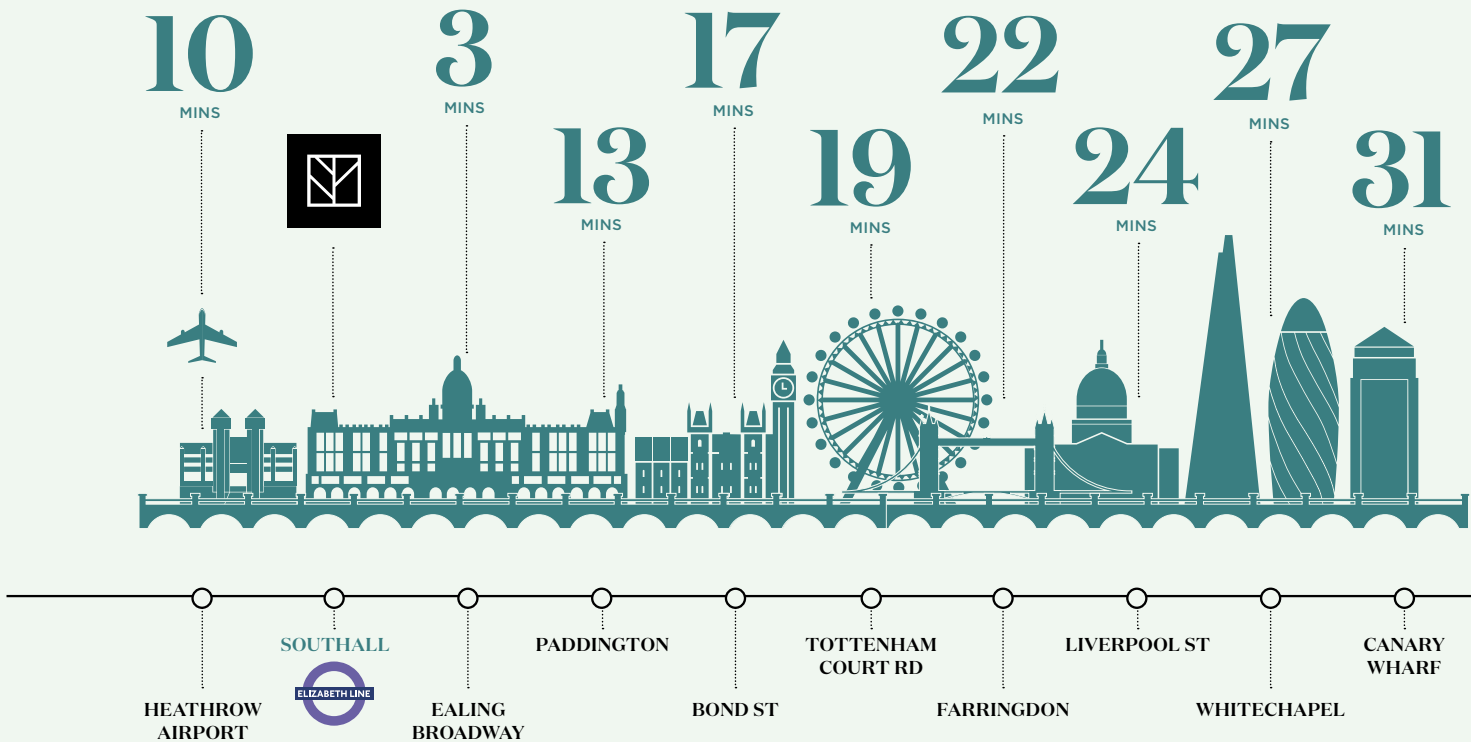 10
MINS
3
MINS
17
MINS
22
MINS
27
MINS
13
MINS
19
MINS
24
MINS
31
MINS
SOUTHALL
PADDINGTON
TOTTENHAM
COURT RD
LIVERPOOL ST
CANARY
WHARF
ELIZABETH LINE
HEATHROW
AIRPORT
EALING
BROADWAY
BOND ST
FARRINGDON
WHITECHAPEL